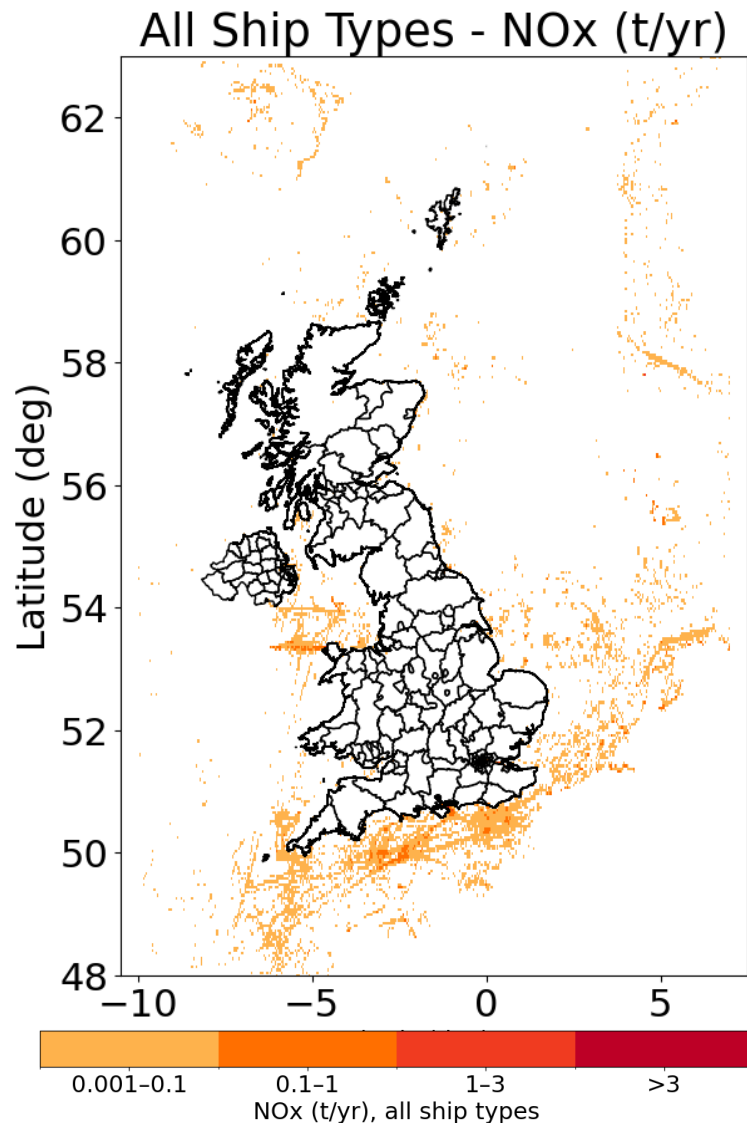 All Ship Types - NOx (t/yr)
62
60
58
56
54
52
50
48
Latitude (deg)
−10 −5 0 5
0.001–0.1 0.1–1 1–3 >3
NOx (t/yr), all ship types